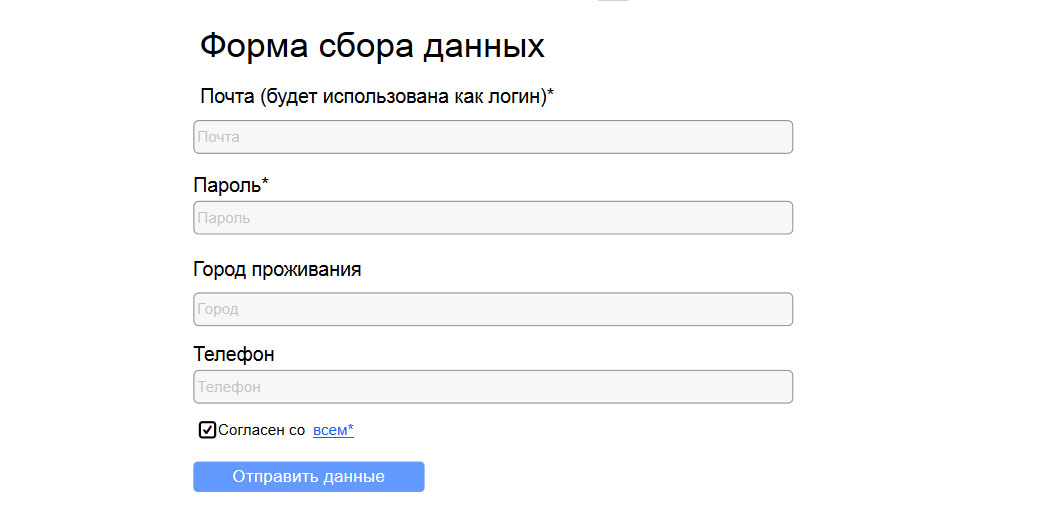 Форма сбора данных
Почта (будет использована как логин)*
Почта
Пароль*
Пароль
Город проживания
Город
Телефон
Телефон
Согласен со всем*
Отправить данные